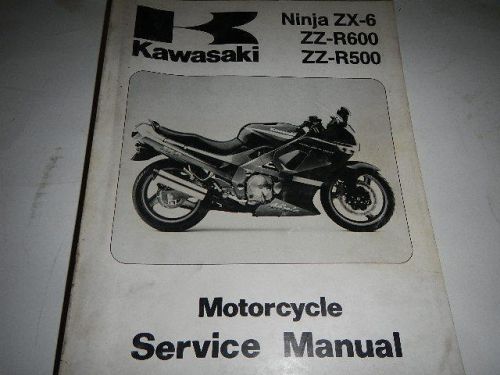 Kawasaki
Ninja ZX-6
ZZ-R600
ZZ-R500
Motorcycle
Service Manual